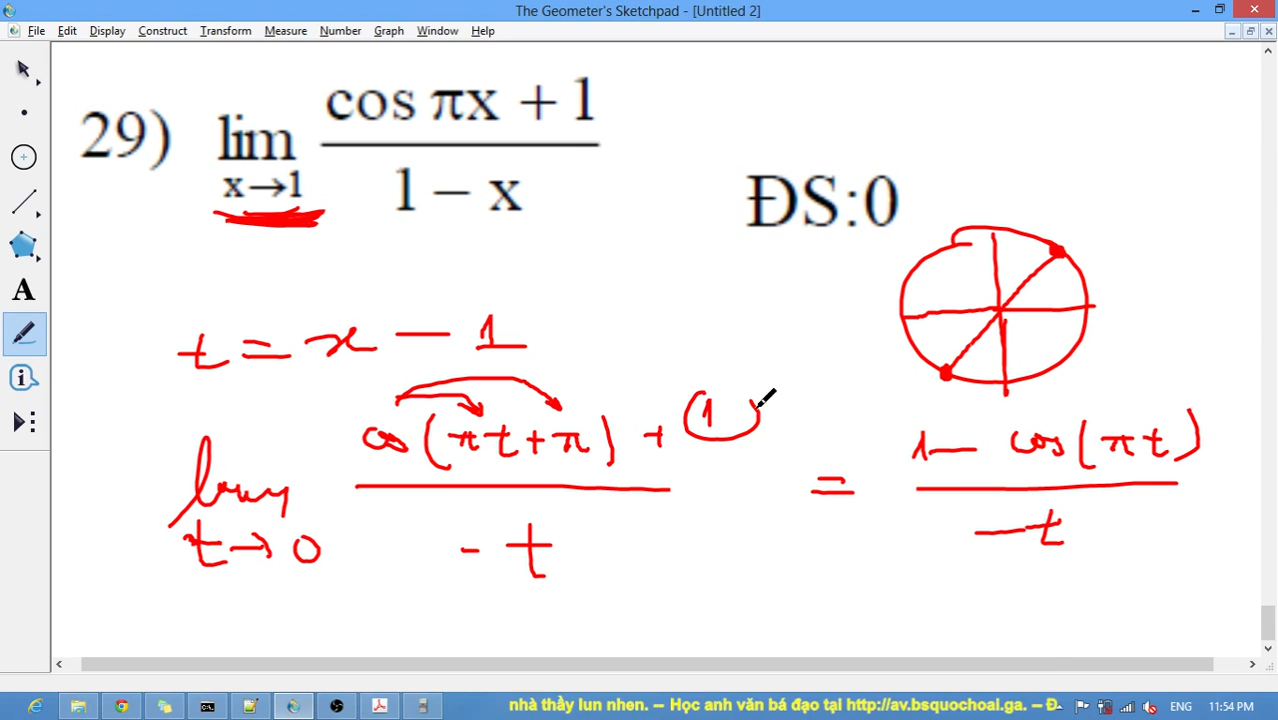 The Geometer's Sketchpad - [Untitled 2]
File Edit Display Construct Transform Measure Number Graph Window Help
29) lim x→1 (cos πx + 1)/(1 – x)
ĐS:0
t = x – 1
lim t→0 (cos(πt + π) + 1)/(- t) = (1 – cos(πt))/(–t)
A
nhà thầy lun nhen. -- Học anh văn bá đạo tại http://av.bsquochoai.ga. -- Đ
ENG 11:54 PM